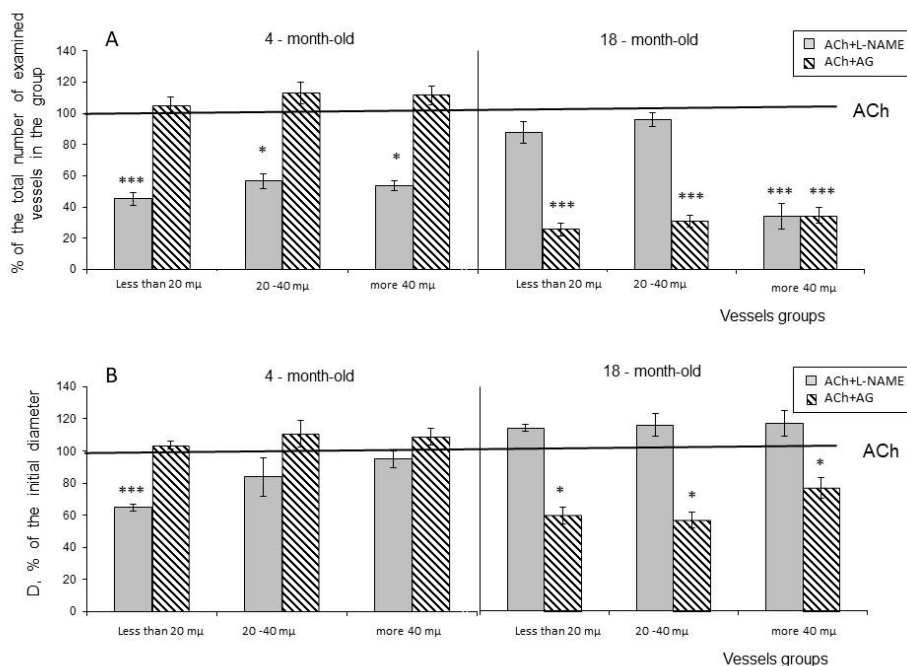 A
4 - month-old
18 - month-old
ACh+L-NAME
ACh+AG
% of the total number of examined
vessels in the group
140
120
100
80
60
40
20
0
ACh
***
*
*
***
***
***
***
Less than 20 mμ
20 -40 mμ
more 40 mμ
Less than 20 mμ
20 -40 mμ
more 40 mμ
Vessels groups
B
4 - month-old
18 - month-old
ACh+L-NAME
ACh+AG
D, % of the initial diameter
140
120
100
80
60
40
20
0
ACh
***
*
*
*
Less than 20 mμ
20 -40 mμ
more 40 mμ
Less than 20 mμ
20 -40 mμ
more 40 mμ
Vessels groups